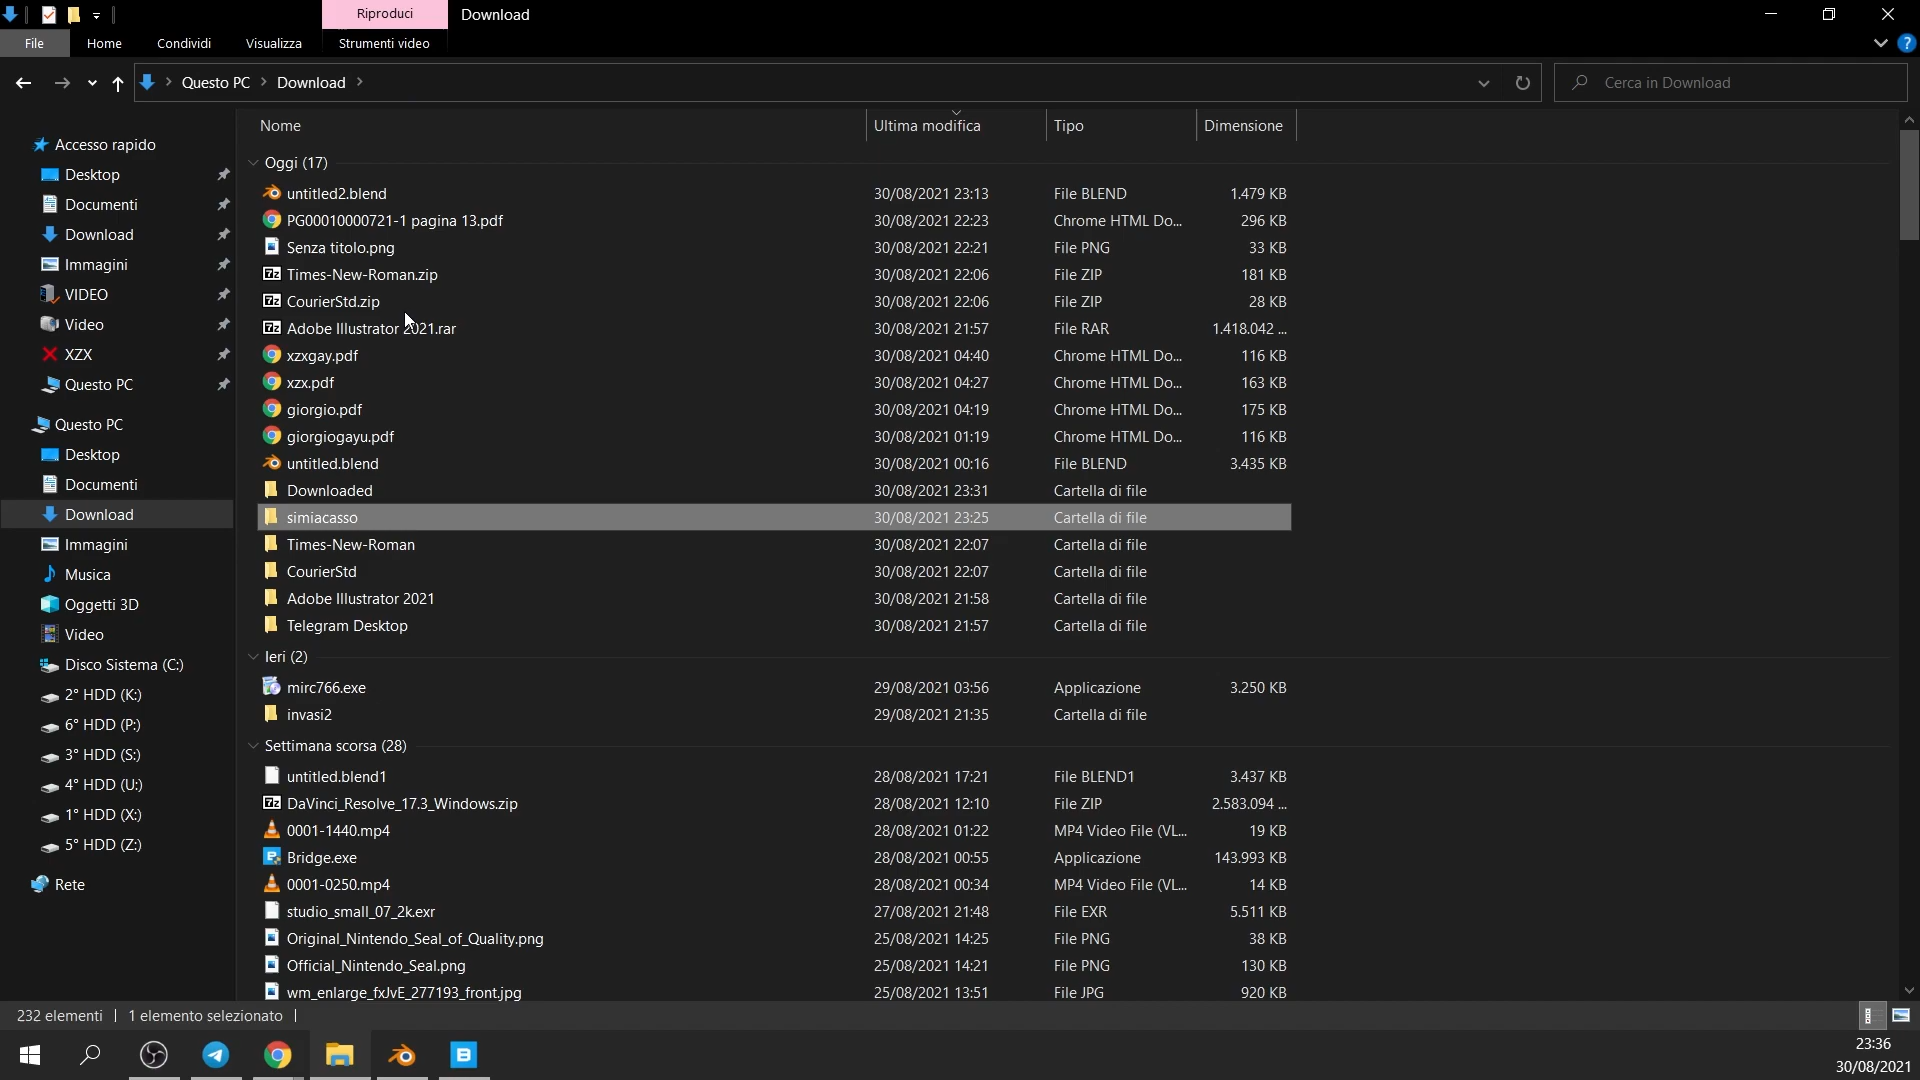 Riproduci
Download
File
Home
Condividi
Visualizza
Strumenti video
Questo PC
Download
Cerca in Download
Accesso rapido
Desktop
Documenti
Download
Immagini
VIDEO
Video
XZX
Questo PC
Questo PC
Desktop
Documenti
Download
Immagini
Musica
Oggetti 3D
Video
Disco Sistema (C:)
2° HDD (K:)
6° HDD (P:)
3° HDD (S:)
4° HDD (U:)
1° HDD (X:)
5° HDD (Z:)
Rete
Nome Ultima modifica Tipo Dimensione
Oggi (17)
untitled2.blend 30/08/2021 23:13 File BLEND 1.479 KB
PG00010000721-1 pagina 13.pdf 30/08/2021 22:23 Chrome HTML Do... 296 KB
Senza titolo.png 30/08/2021 22:21 File PNG 33 KB
Times-New-Roman.zip 30/08/2021 22:06 File ZIP 181 KB
CourierStd.zip 30/08/2021 22:06 File ZIP 28 KB
Adobe Illustrator 2021.rar 30/08/2021 21:57 File RAR 1.418.042 ...
xzxgay.pdf 30/08/2021 04:40 Chrome HTML Do... 116 KB
xzx.pdf 30/08/2021 04:27 Chrome HTML Do... 163 KB
giorgio.pdf 30/08/2021 04:19 Chrome HTML Do... 175 KB
giorgiogayu.pdf 30/08/2021 01:19 Chrome HTML Do... 116 KB
untitled.blend 30/08/2021 00:16 File BLEND 3.435 KB
Downloaded 30/08/2021 23:31 Cartella di file
simiacasso 30/08/2021 23:25 Cartella di file
Times-New-Roman 30/08/2021 22:07 Cartella di file
CourierStd 30/08/2021 22:07 Cartella di file
Adobe Illustrator 2021 30/08/2021 21:58 Cartella di file
Telegram Desktop 30/08/2021 21:57 Cartella di file
Ieri (2)
mirc766.exe 29/08/2021 03:56 Applicazione 3.250 KB
invasi2 29/08/2021 21:35 Cartella di file
Settimana scorsa (28)
untitled.blend1 28/08/2021 17:21 File BLEND1 3.437 KB
DaVinci_Resolve_17.3_Windows.zip 28/08/2021 12:10 File ZIP 2.583.094 ...
0001-1440.mp4 28/08/2021 01:22 MP4 Video File (VL... 19 KB
Bridge.exe 28/08/2021 00:55 Applicazione 143.993 KB
0001-0250.mp4 28/08/2021 00:34 MP4 Video File (VL... 14 KB
studio_small_07_2k.exr 27/08/2021 21:48 File EXR 5.511 KB
Original_Nintendo_Seal_of_Quality.png 25/08/2021 14:25 File PNG 38 KB
Official_Nintendo_Seal.png 25/08/2021 14:21 File PNG 130 KB
wm_enlarge_fxJvE_277193_front.jpg 25/08/2021 13:51 File JPG 920 KB
232 elementi 1 elemento selezionato
23:36
30/08/2021